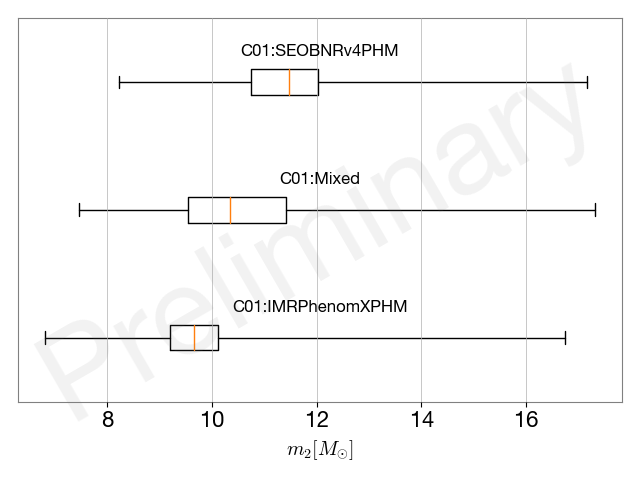 C01:SEOBNRv4PHM
C01:Mixed
C01:IMRPhenomXPHM
Preliminary
8 10 12 14 16
m₂[M☉]